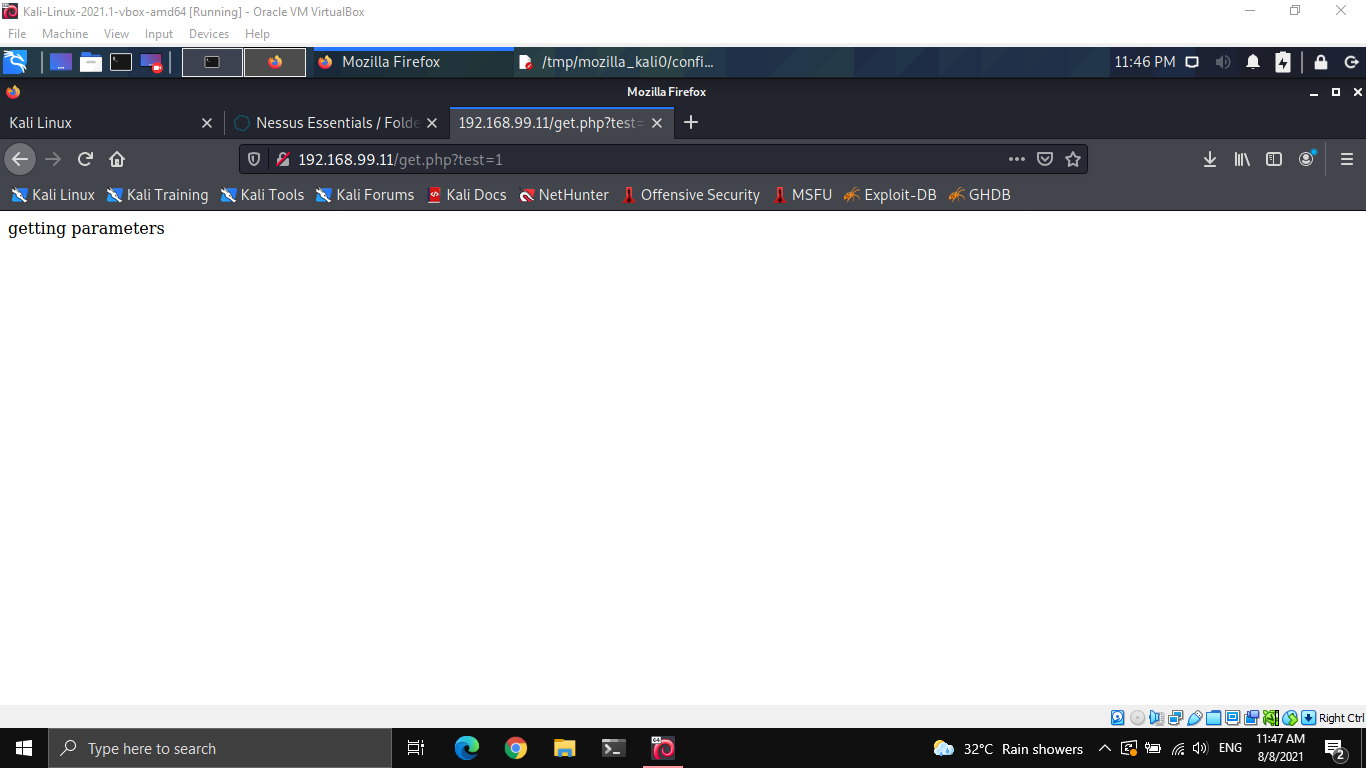 Kali-Linux-2021.1-vbox-amd64 [Running] - Oracle VM VirtualBox
File Machine View Input Devices Help
Mozilla Firefox /tmp/mozilla_kali0/confi... 11:46 PM
Mozilla Firefox
Kali Linux Nessus Essentials / Folde 192.168.99.11/get.php?test=
192.168.99.11/get.php?test=1
Kali Linux Kali Training Kali Tools Kali Forums Kali Docs NetHunter Offensive Security MSFU Exploit-DB GHDB
getting parameters
Right Ctrl
Type here to search 32°C Rain showers ENG 11:47 AM
8/8/2021 2